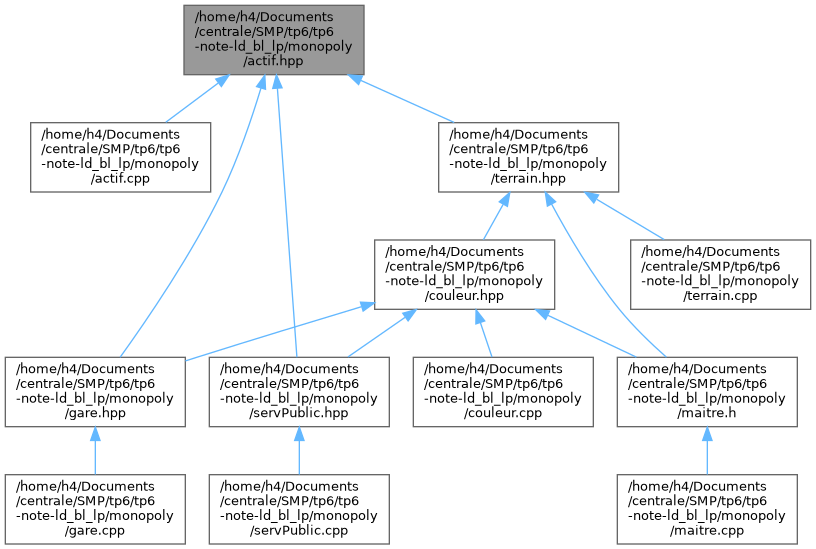 /home/h4/Documents
/centrale/SMP/tp6/tp6
-note-ld_bl_lp/monopoly
/actif.hpp
/home/h4/Documents
/centrale/SMP/tp6/tp6
-note-ld_bl_lp/monopoly
/actif.cpp
/home/h4/Documents
/centrale/SMP/tp6/tp6
-note-ld_bl_lp/monopoly
/terrain.hpp
/home/h4/Documents
/centrale/SMP/tp6/tp6
-note-ld_bl_lp/monopoly
/couleur.hpp
/home/h4/Documents
/centrale/SMP/tp6/tp6
-note-ld_bl_lp/monopoly
/terrain.cpp
/home/h4/Documents
/centrale/SMP/tp6/tp6
-note-ld_bl_lp/monopoly
/gare.hpp
/home/h4/Documents
/centrale/SMP/tp6/tp6
-note-ld_bl_lp/monopoly
/servPublic.hpp
/home/h4/Documents
/centrale/SMP/tp6/tp6
-note-ld_bl_lp/monopoly
/couleur.cpp
/home/h4/Documents
/centrale/SMP/tp6/tp6
-note-ld_bl_lp/monopoly
/maitre.h
/home/h4/Documents
/centrale/SMP/tp6/tp6
-note-ld_bl_lp/monopoly
/gare.cpp
/home/h4/Documents
/centrale/SMP/tp6/tp6
-note-ld_bl_lp/monopoly
/servPublic.cpp
/home/h4/Documents
/centrale/SMP/tp6/tp6
-note-ld_bl_lp/monopoly
/maitre.cpp